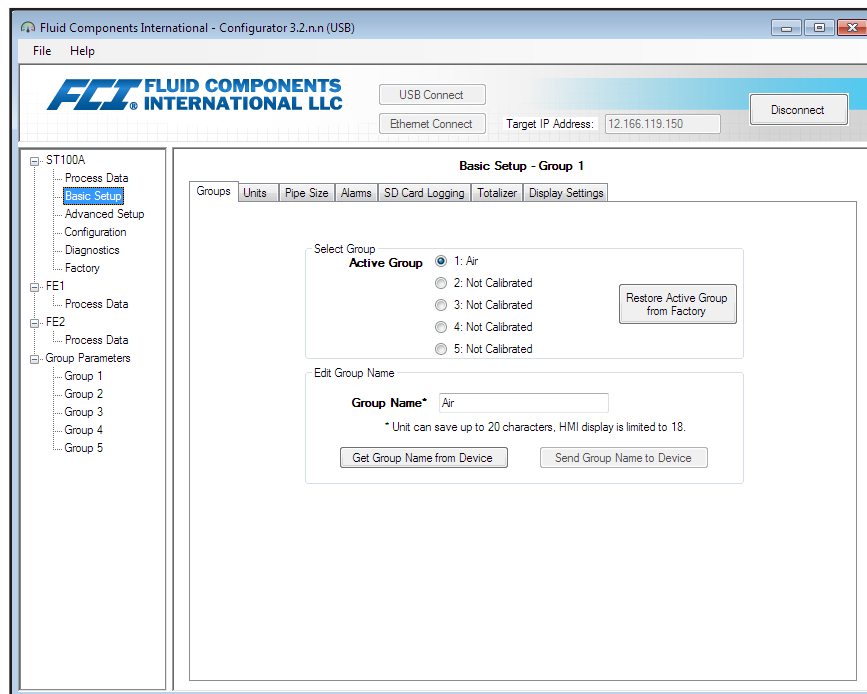 Fluid Components International - Configurator 3.2.n.n (USB)
File Help
FCI® FLUID COMPONENTS
INTERNATIONAL LLC
USB Connect
Ethernet Connect
Target IP Address:
12.166.119.150
Disconnect
ST100A
Process Data
Basic Setup
Advanced Setup
Configuration
Diagnostics
Factory
FE1
Process Data
FE2
Process Data
Group Parameters
Group 1
Group 2
Group 3
Group 4
Group 5
Basic Setup - Group 1
Groups Units Pipe Size Alarms SD Card Logging Totalizer Display Settings
Select Group
Active Group
1: Air
2: Not Calibrated
3: Not Calibrated
4: Not Calibrated
5: Not Calibrated
Restore Active Group
from Factory
Edit Group Name
Group Name*
Air
* Unit can save up to 20 characters, HMI display is limited to 18.
Get Group Name from Device
Send Group Name to Device